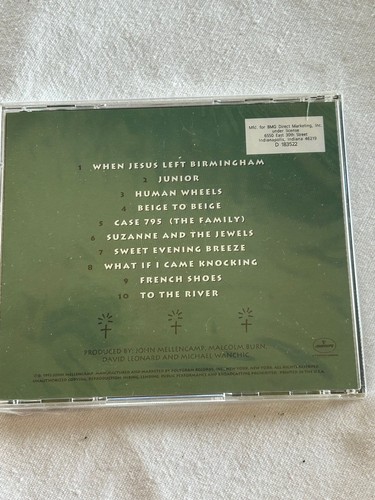 Mfg. for BMG Direct Marketing, Inc.
under license
6550 East 30th Street
Indianapolis, Indiana 46219
D 163522
1 WHEN JESUS LEFT BIRMINGHAM
2 JUNIOR
3 HUMAN WHEELS
4 BEIGE TO BEIGE
5 CASE 795 (THE FAMILY)
6 SUZANNE AND THE JEWELS
7 SWEET EVENING BREEZE
8 WHAT IF I CAME KNOCKING
9 FRENCH SHOES
10 TO THE RIVER
PRODUCED BY: JOHN MELLENCAMP, MALCOLM BURN,
DAVID LEONARD AND MICHAEL WANCHIC